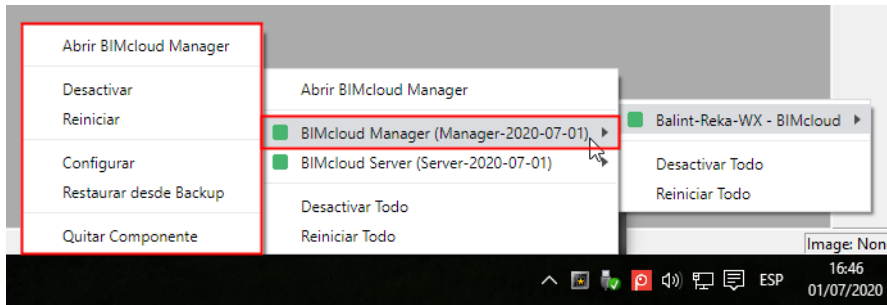 Abrir BIMcloud Manager
Desactivar
Reiniciar
Configurar
Restaurar desde Backup
Quitar Componente
Abrir BIMcloud Manager
BIMcloud Manager (Manager-2020-07-01)
BIMcloud Server (Server-2020-07-01)
Desactivar Todo
Reiniciar Todo
Balint-Reka-WX - BIMcloud
Desactivar Todo
Reiniciar Todo
Image: Non
ESP
16:46
01/07/2020